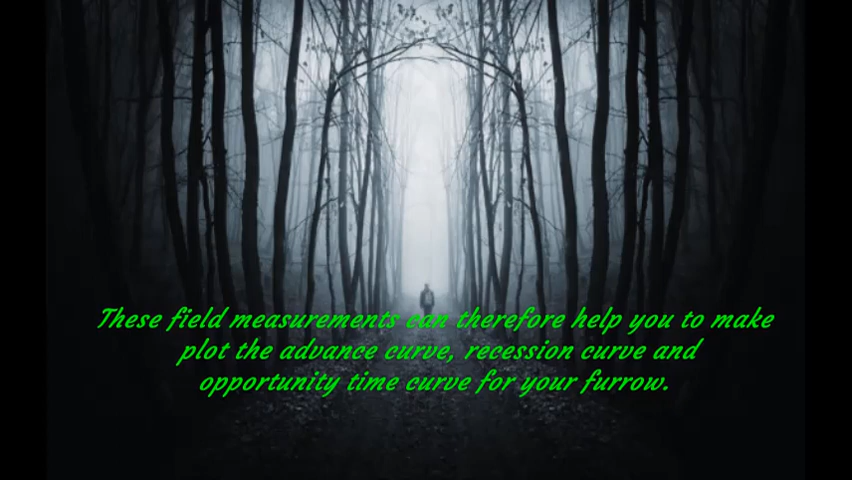 These field measurements can therefore help you to make
plot the advance curve, recession curve and
opportunity time curve for your furrow.